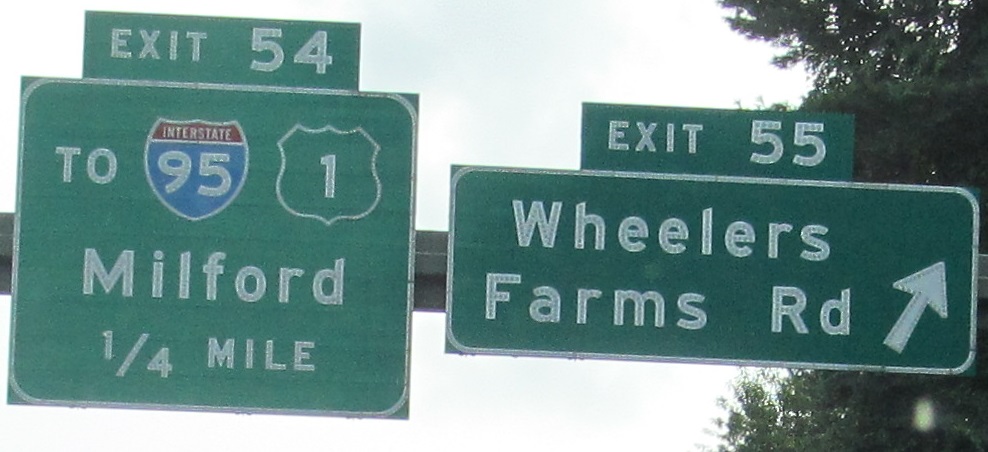 EXIT 54
TO INTERSTATE 95 1
Milford
1/4 MILE
EXIT 55
Wheelers
Farms Rd